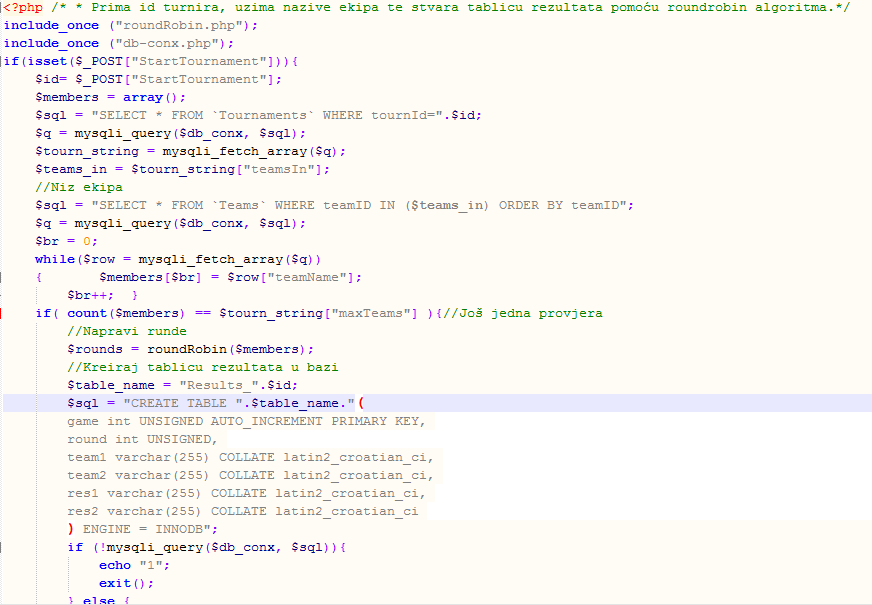 <?php /* * Prima id turnira, uzima nazive ekipa te stvara tablicu rezultata pomoću roundrobin algoritma.*/
include_once ("roundRobin.php");
include_once ("db-conx.php");
if(isset($_POST["StartTournament"])){
$id= $_POST["StartTournament"];
$members = array();
$sql = "SELECT * FROM `Tournaments` WHERE tournId=".$id;
$q = mysqli_query($db_conx, $sql);
$tourn_string = mysqli_fetch_array($q);
$teams_in = $tourn_string["teamsIn"];
//Niz ekipa
$sql = "SELECT * FROM `Teams` WHERE teamID IN ($teams_in) ORDER BY teamID";
$q = mysqli_query($db_conx, $sql);
$br = 0;
while($row = mysqli_fetch_array($q))
{ $members[$br] = $row["teamName"];
$br++; }
if( count($members) == $tourn_string["maxTeams"] ){//Još jedna provjera
//Napravi runde
$rounds = roundRobin($members);
//Kreiraj tablicu rezultata u bazi
$table_name = "Results_".$id;
$sql = "CREATE TABLE ".$table_name."(
game int UNSIGNED AUTO_INCREMENT PRIMARY KEY,
round int UNSIGNED,
team1 varchar(255) COLLATE latin2_croatian_ci,
team2 varchar(255) COLLATE latin2_croatian_ci,
res1 varchar(255) COLLATE latin2_croatian_ci,
res2 varchar(255) COLLATE latin2_croatian_ci
) ENGINE = INNODB";
if (!mysqli_query($db_conx, $sql)){
echo "1";
exit();
} else {